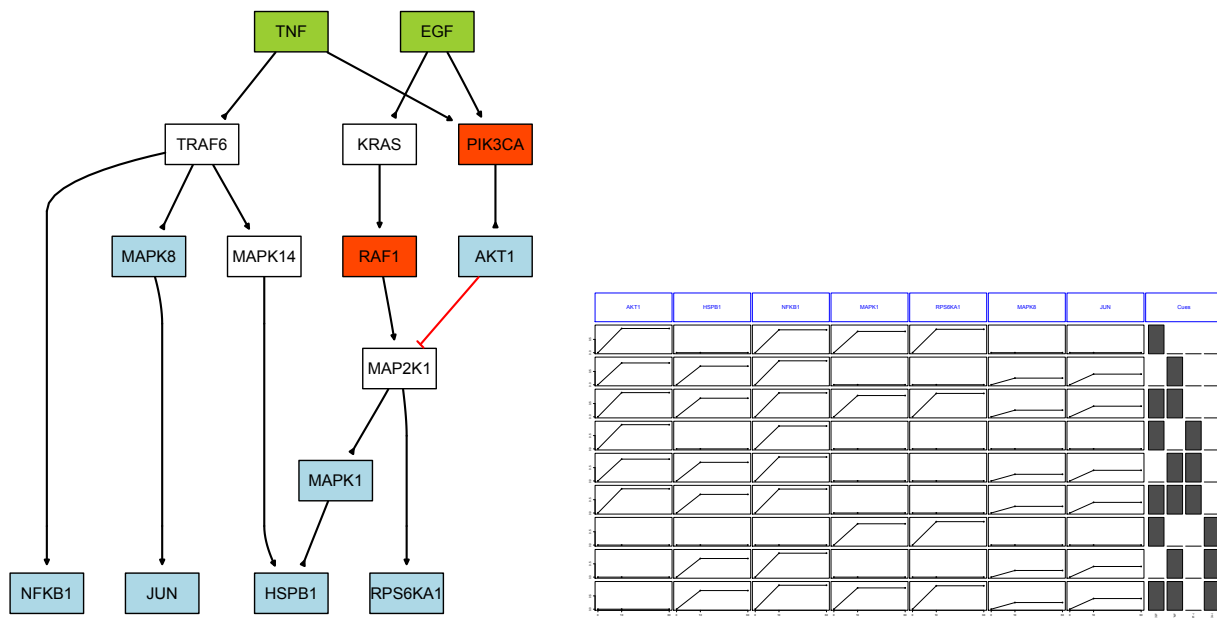 TNF EGF
TRAF6 KRAS PIK3CA
MAPK8 MAPK14 RAF1 AKT1
MAP2K1
MAPK1
NFKB1 JUN HSPB1 RPS6KA1
AKT1 HSPB1 NFKB1 MAPK1 RPS6KA1 MAPK8 JUN Cues